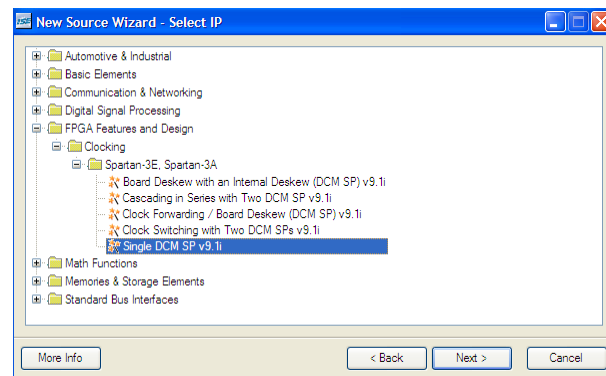 New Source Wizard - Select IP
Automotive & Industrial
Basic Elements
Communication & Networking
Digital Signal Processing
FPGA Features and Design
Clocking
Spartan-3E, Spartan-3A
Board Deskew with an Internal Deskew (DCM SP) v9.1i
Cascading in Series with Two DCM SP v9.1i
Clock Forwarding / Board Deskew (DCM SP) v9.1i
Clock Switching with Two DCM SPs v9.1i
Single DCM SP v9.1i
Math Functions
Memories & Storage Elements
Standard Bus Interfaces
More Info < Back Next > Cancel